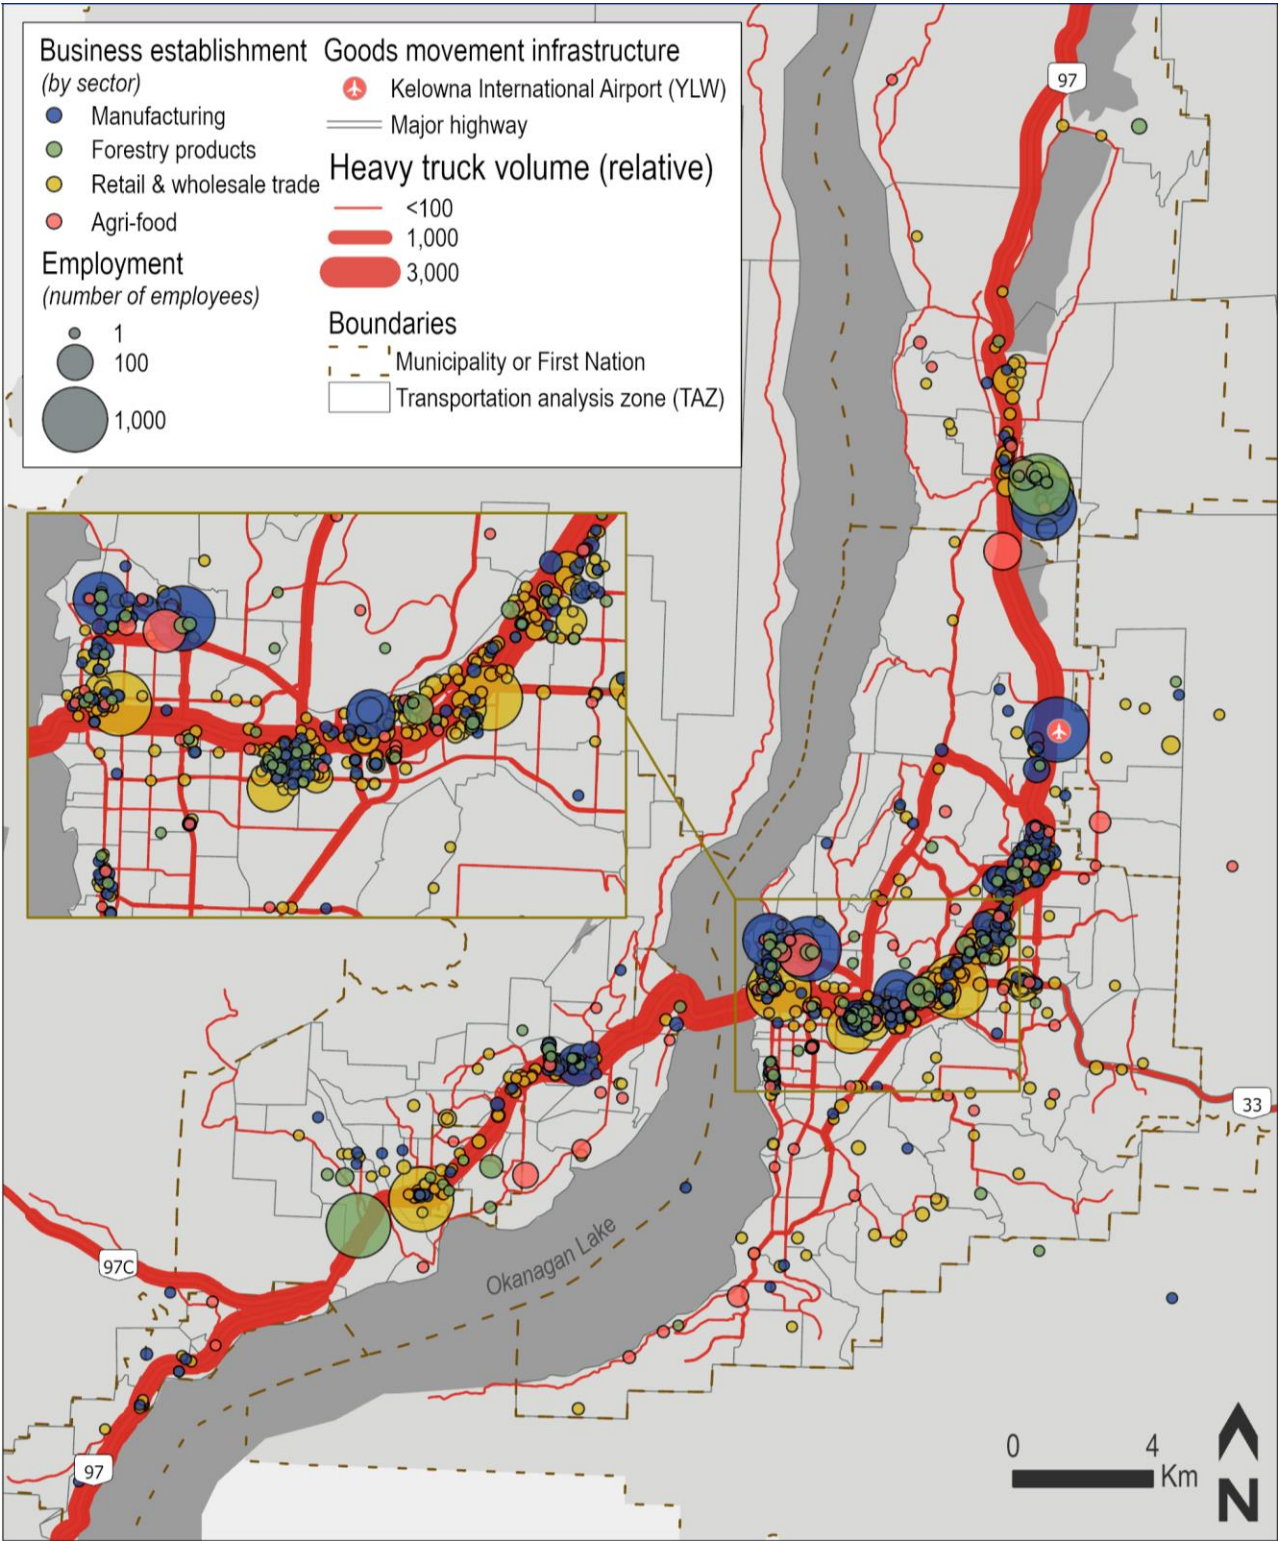 Business establishment
(by sector)
Manufacturing
Forestry products
Retail & wholesale trade
Agri-food
Employment
(number of employees)
1
100
1,000
Goods movement infrastructure
Kelowna International Airport (YLW)
Major highway
Heavy truck volume (relative)
<100
1,000
3,000
Boundaries
Municipality or First Nation
Transportation analysis zone (TAZ)
97
33
97C
Okanagan Lake
97
0 4
Km
N